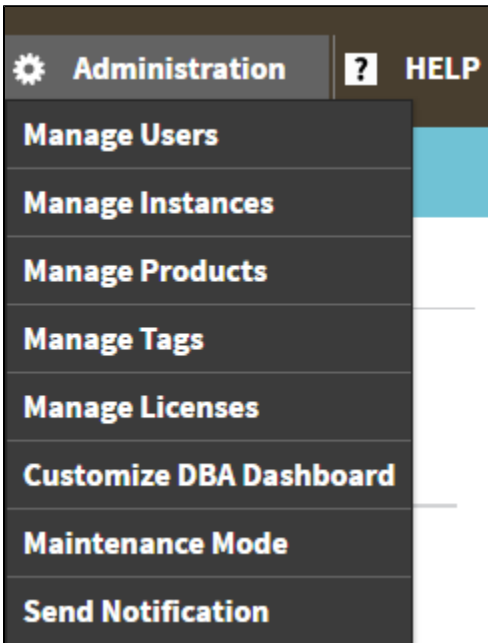 Administration ? HELP
Manage Users
Manage Instances
Manage Products
Manage Tags
Manage Licenses
Customize DBA Dashboard
Maintenance Mode
Send Notification